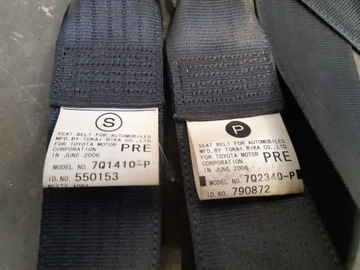 S
SEAT BELT FOR AUTOMOBILES
MFD. BY TOKAI RIKA CO., LTD.
FOR TOYOTA MOTOR
CORPORATION PRE
IN JUNE 2006
MODEL NO. 7Q1410-P
ID.NO. 550153
MEETS ADR4
P
SEAT BELT FOR AUTOMOBILES
MFD. BY TOKAI RIKA CO., LTD.
FOR TOYOTA MOTOR
CORPORATION PRE
IN JUNE 2006
MODEL NO. 7Q2340-P
ID.NO. 790872